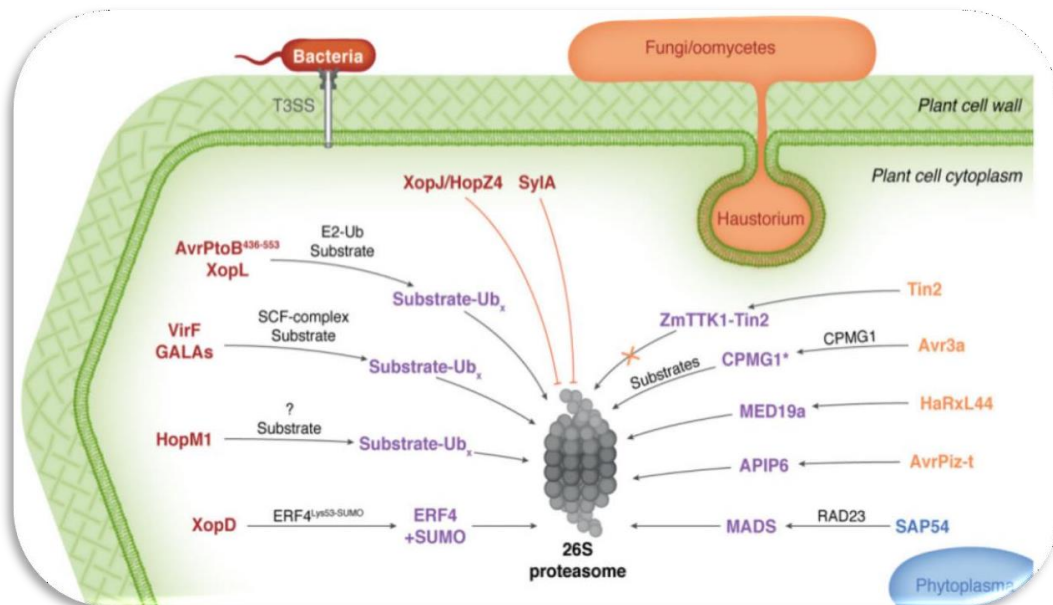 Bacteria
Fungi/oomycetes
T3SS
Plant cell wall
Plant cell cytoplasm
XopJ/HopZ4 SylA
Haustorium
AvrPtoB436-553
XopL
E2-Ub
Substrate
Substrate-Ubx
Tin2
ZmTTK1-Tin2
VirF
GALAs
SCF-complex
Substrate
Substrate-Ubx
CPMG1
Avr3a
CPMG1*
Substrates
HaRxL44
MED19a
HopM1
?
Substrate
Substrate-Ubx
AvrPiz-t
APIP6
XopD
ERF4Lys53-SUMO
ERF4
+SUMO
MADS
RAD23
SAP54
26S
proteasome
Phytoplasma